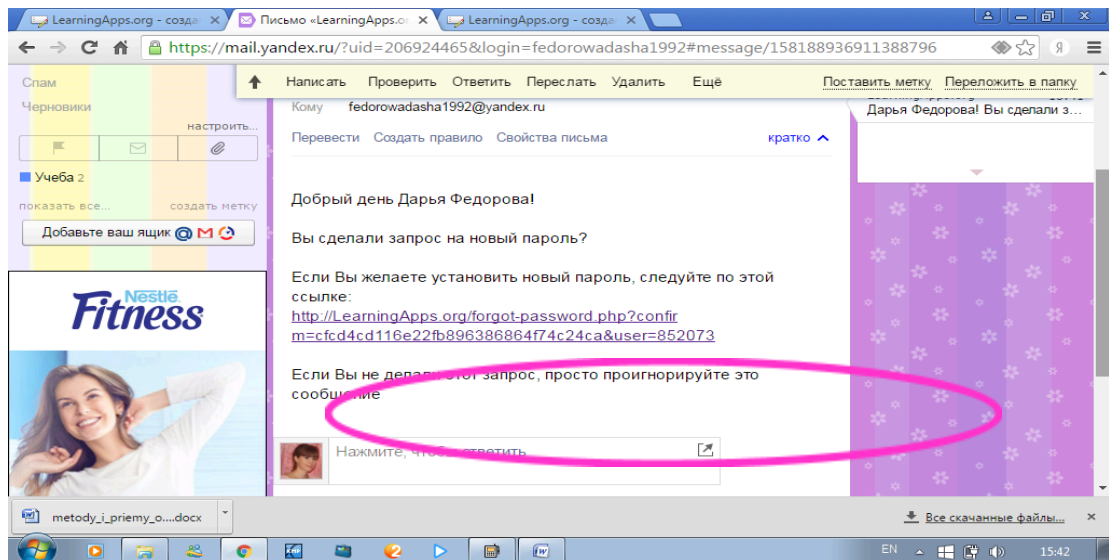 LearningApps.org - созда
Письмо «LearningApps.o
LearningApps.org - созда
https://mail.yandex.ru/?uid=206924465&login=fedorowadasha1992#message/158188936911388796
Я
Спам
Черновики
настроить...
Учеба 2
показать все... создать метку
Добавьте ваш ящик
Nestlé
Fitness
Написать Проверить Ответить Переслать Удалить Ещё Поставить метку Переложить в папку
Кому fedorowadasha1992@yandex.ru
Перевести Создать правило Свойства письма кратко
Добрый день Дарья Федорова!
Вы сделали запрос на новый пароль?
Если Вы желаете установить новый пароль, следуйте по этой
ссылке:
http://LearningApps.org/forgot-password.php?confir
m=cfcd4cd116e22fb896386864f74c24ca&user=852073
Если Вы не делали этот запрос, просто проигнорируйте это
сообщение
Нажмите, чтобы ответить
Дарья Федорова! Вы сделали з...
metody_i_priemy_o....docx
Все скачанные файлы...
EN 15:42